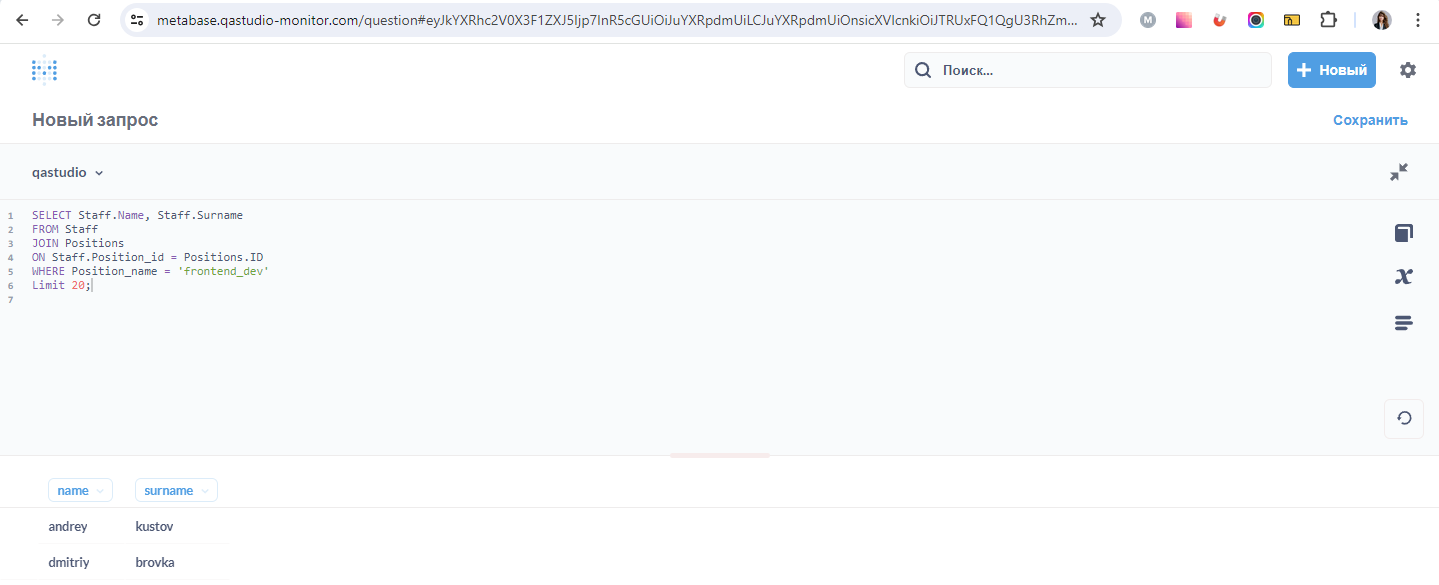 metabase.qastudio-monitor.com/question#eyJkYXRhc2V0X3F1ZXJ5Ijp7InR5cGUiOiJuYXRpdmUiLCJuYXRpdmUiOnsicXVlcnkiOiJTRUxFQ1QgU3RhZm...
M
Поиск...
+ Новый
Новый запрос
Сохранить
qastudio
1 SELECT Staff.Name, Staff.Surname
2 FROM Staff
3 JOIN Positions
4 ON Staff.Position_id = Positions.ID
5 WHERE Position_name = 'frontend_dev'
6 Limit 20;
7
x
name surname
andrey kustov
dmitriy brovka